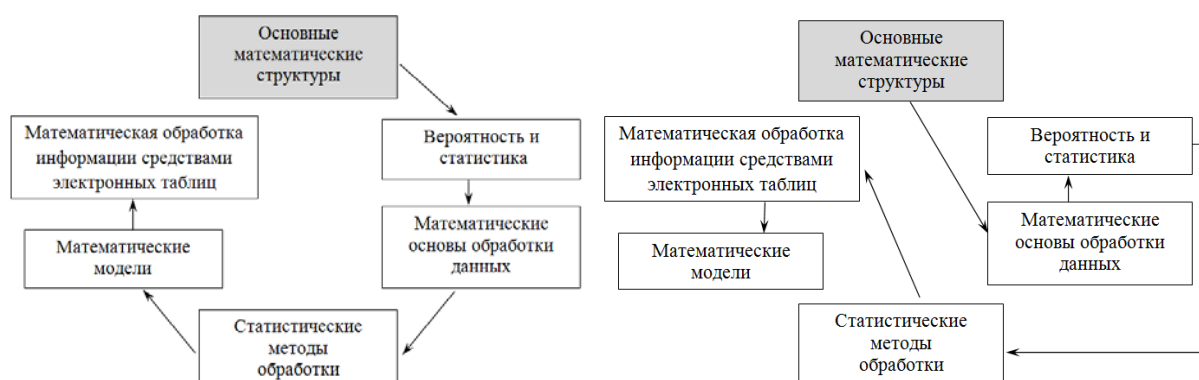 Основные
математические
структуры
Математическая обработка
информации средствами
электронных таблиц
Вероятность и
статистика
Математические
модели
Математические
основы обработки
данных
Статистические
методы
обработки
Основные
математические
структуры
Математическая обработка
информации средствами
электронных таблиц
Вероятность и
статистика
Математические
модели
Математические
основы обработки
данных
Статистические
методы
обработки